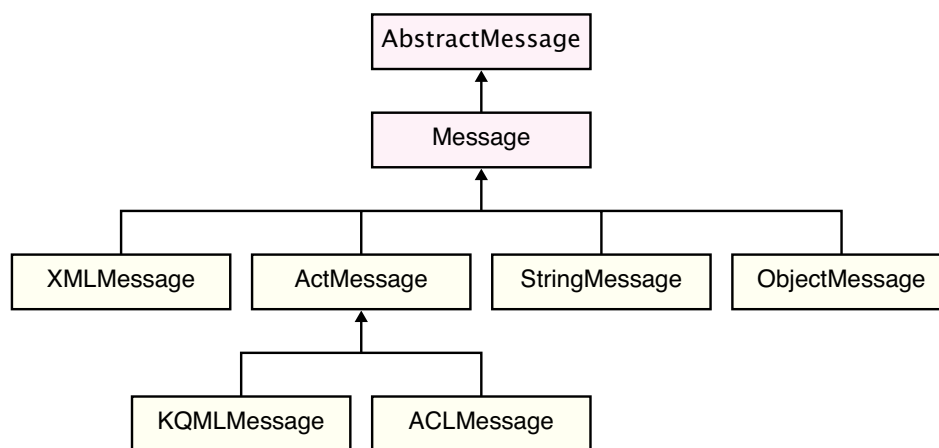 AbstractMessage
Message
XMLMessage
ActMessage
StringMessage
ObjectMessage
KQMLMessage
ACLMessage